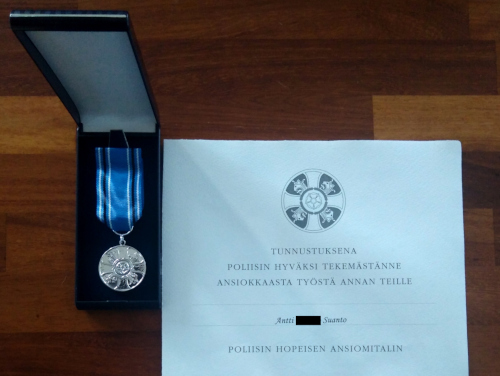 TUNNUSTUKSENA
POLIISIN HYVÄKSI TEKEMÄSTÄNNE
ANSIOKKAASTA TYÖSTÄ ANNAN TEILLE
Antti Suanto
POLIISIN HOPEISEN ANSIOMITALIN